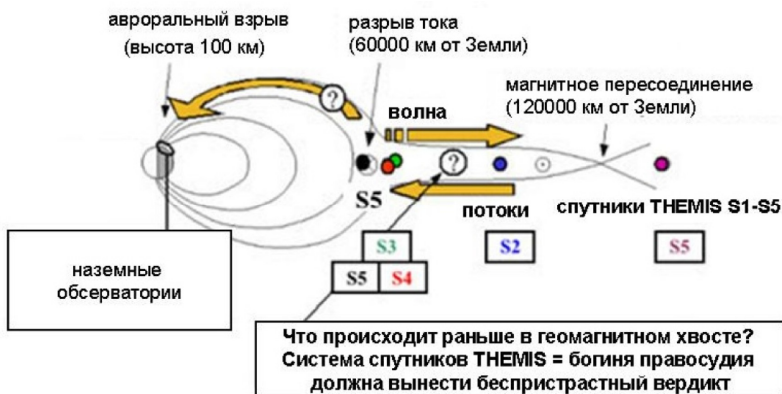 авроральный взрыв
(высота 100 км)
разрыв тока
(60000 км от Земли)
магнитное пересоединение
(120000 км от Земли)
?
волна
?
S5
потоки
спутники THEMIS S1-S5
S3
S2
S5
S5
S4
наземные
обсерватории
Что происходит раньше в геомагнитном хвосте?
Система спутников THEMIS = богиня правосудия
должна вынести беспристрастный вердикт